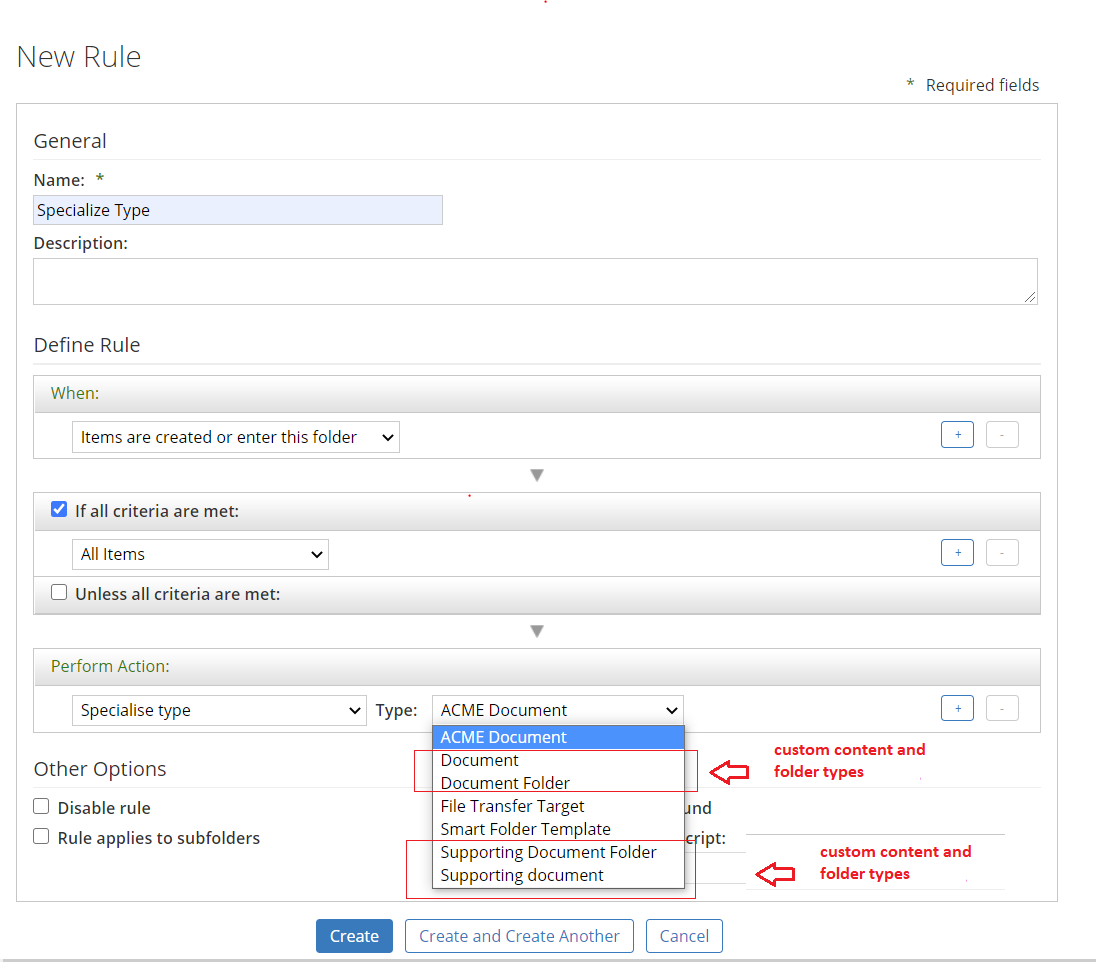 New Rule
* Required fields
General
Name: *
Specialize Type
Description:
Define Rule
When:
Items are created or enter this folder
+ -
If all criteria are met:
All Items
+ -
Unless all criteria are met:
Perform Action:
Specialise type Type: ACME Document
+ -
ACME Document
Document
Document Folder
File Transfer Target
Smart Folder Template
Supporting Document Folder
Supporting document
custom content and
folder types
Other Options
Disable rule und
Rule applies to subfolders cript:
custom content and
folder types
Create Create and Create Another Cancel